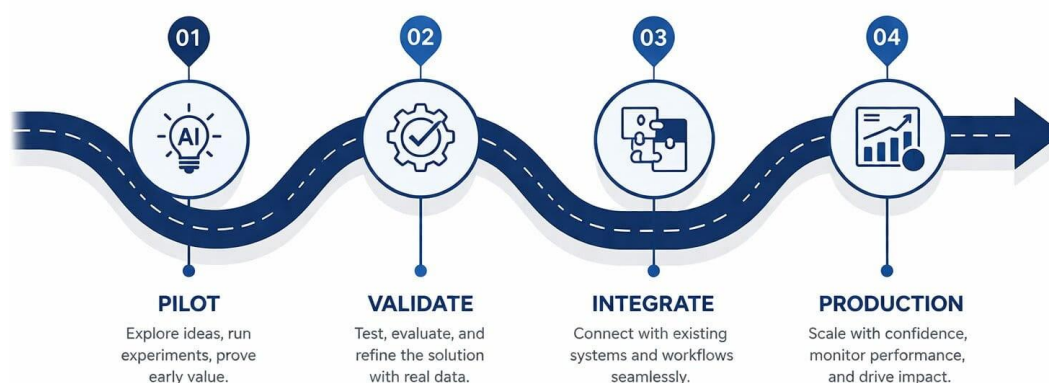 01
02
03
04
AI
PILOT
Explore ideas, run
experiments, prove
early value.
VALIDATE
Test, evaluate, and
refine the solution
with real data.
INTEGRATE
Connect with existing
systems and workflows
seamlessly.
PRODUCTION
Scale with confidence,
monitor performance,
and drive impact.